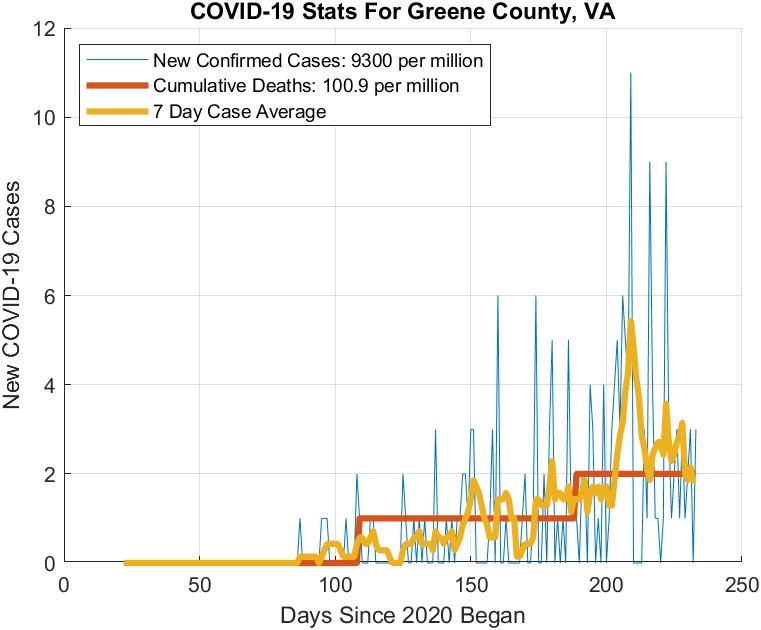 COVID-19 Stats For Greene County, VA
New Confirmed Cases: 9300 per million
Cumulative Deaths: 100.9 per million
7 Day Case Average
New COVID-19 Cases
12
10
8
6
4
2
0
0 50 100 150 200 250
Days Since 2020 Began